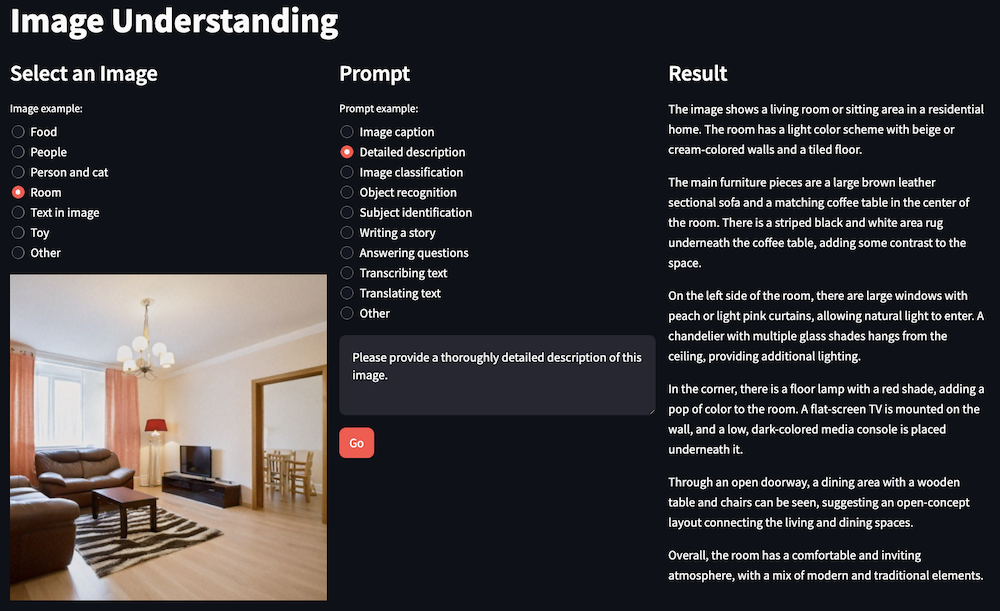 Image Understanding
Select an Image
Image example:
Food
People
Person and cat
Room
Text in image
Toy
Other
Prompt
Prompt example:
Image caption
Detailed description
Image classification
Object recognition
Subject identification
Writing a story
Answering questions
Transcribing text
Translating text
Other
Please provide a thoroughly detailed description of this
image.
Go
Result
The image shows a living room or sitting area in a residential
home. The room has a light color scheme with beige or
cream-colored walls and a tiled floor.
The main furniture pieces are a large brown leather
sectional sofa and a matching coffee table in the center of
the room. There is a striped black and white area rug
underneath the coffee table, adding some contrast to the
space.
On the left side of the room, there are large windows with
peach or light pink curtains, allowing natural light to enter. A
chandelier with multiple glass shades hangs from the
ceiling, providing additional lighting.
In the corner, there is a floor lamp with a red shade, adding a
pop of color to the room. A flat-screen TV is mounted on the
wall, and a low, dark-colored media console is placed
underneath it.
Through an open doorway, a dining area with a wooden
table and chairs can be seen, suggesting an open-concept
layout connecting the living and dining spaces.
Overall, the room has a comfortable and inviting
atmosphere, with a mix of modern and traditional elements.